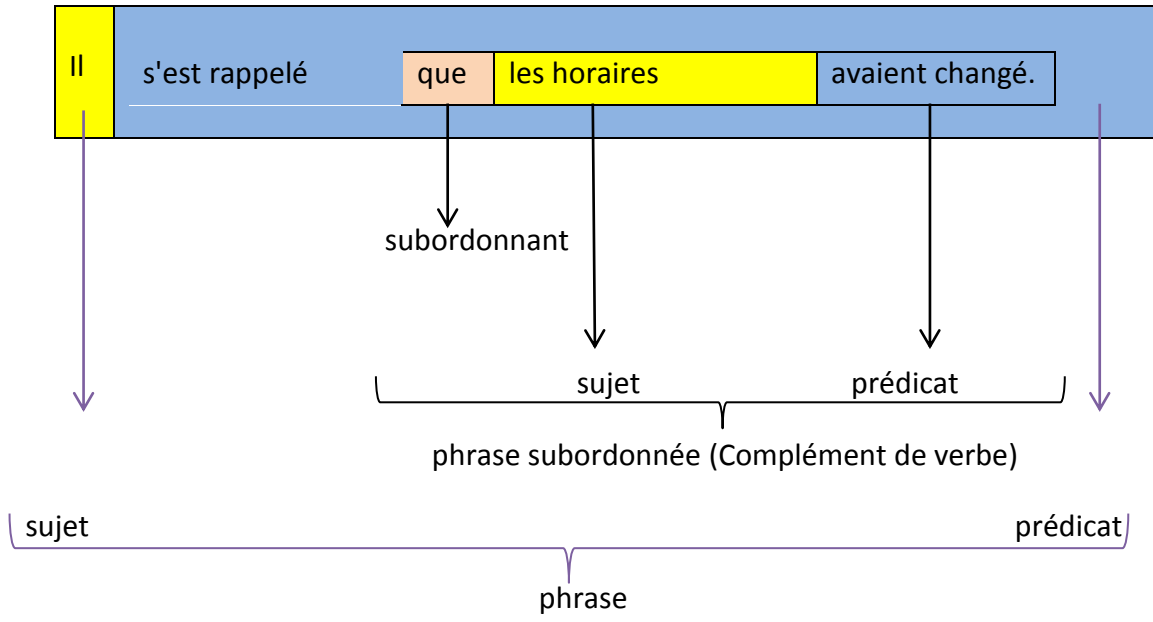 Il s'est rappelé que les horaires avaient changé.
subordonnant
sujet prédicat
phrase subordonnée (Complément de verbe)
sujet prédicat
phrase